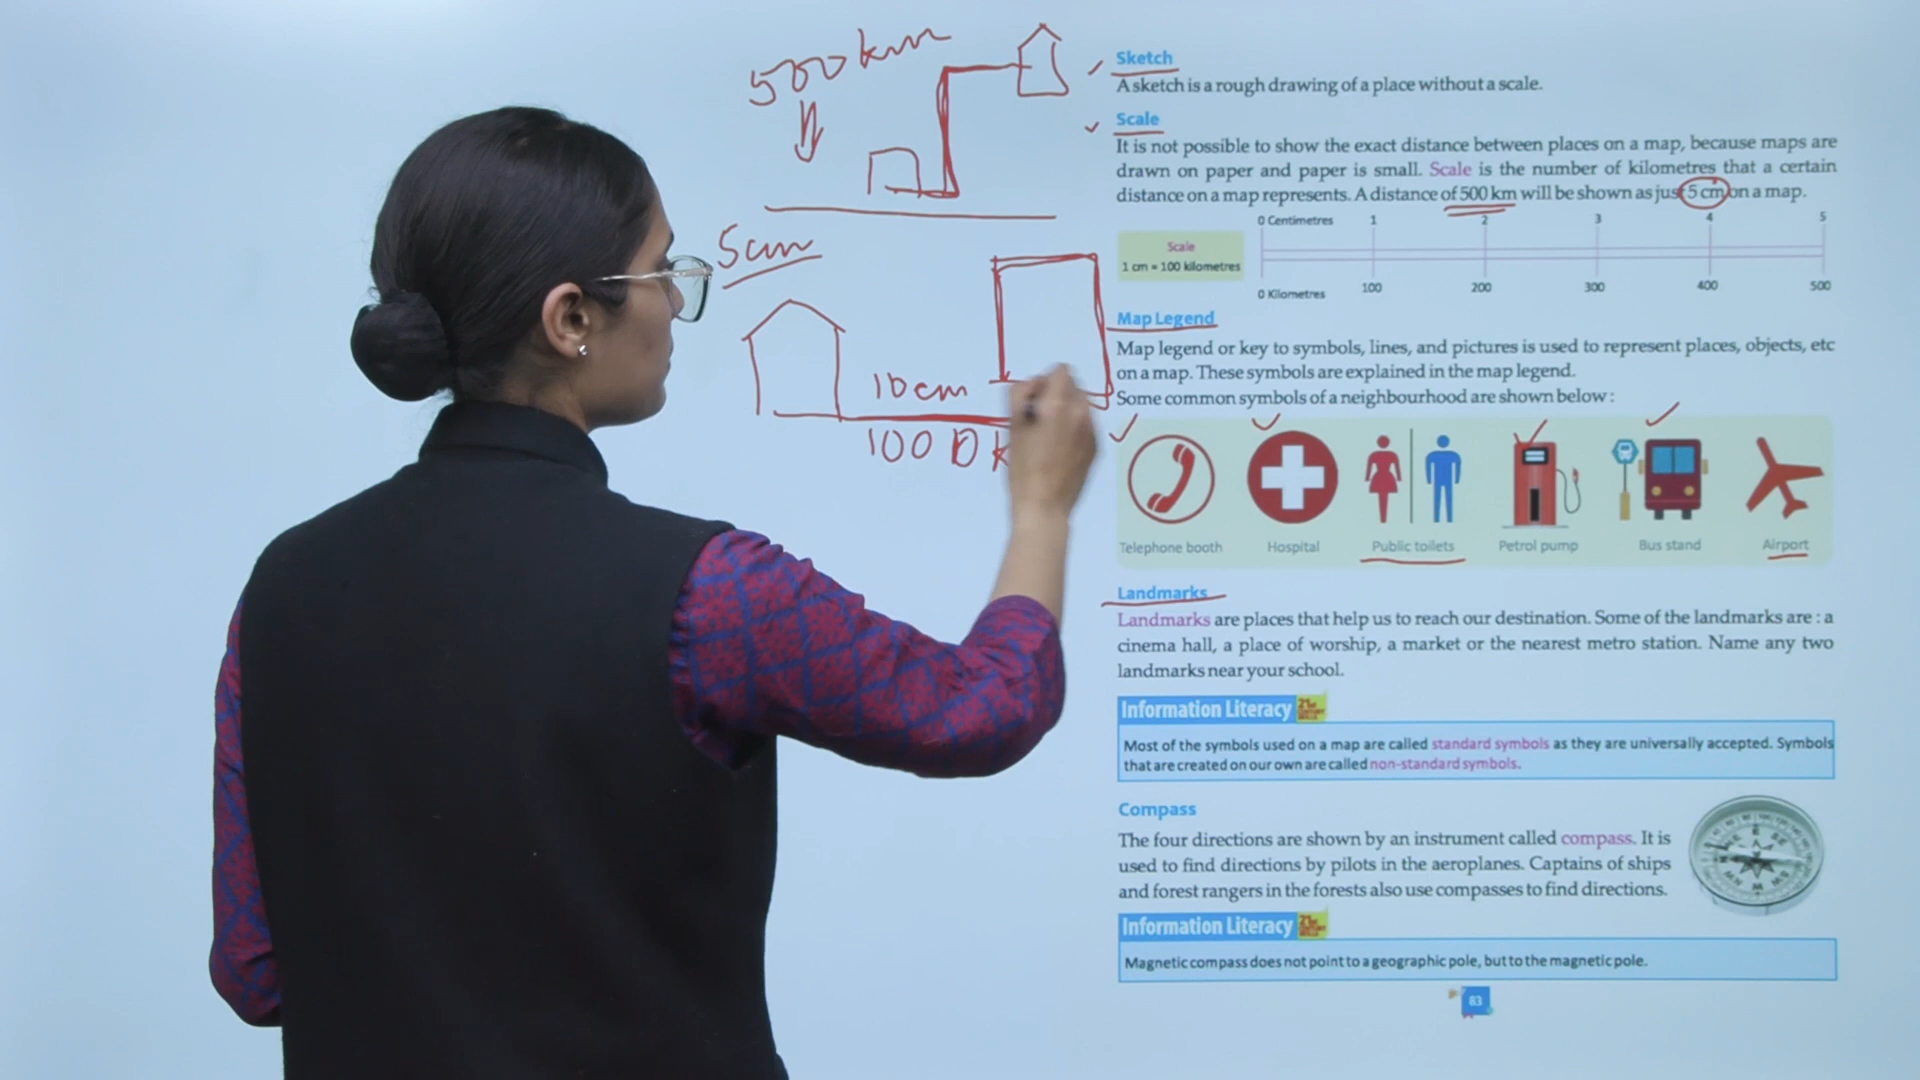 500 km
5cm
10cm
1000 k
Sketch
A sketch is a rough drawing of a place without a scale.
Scale
It is not possible to show the exact distance between places on a map, because maps are
drawn on paper and paper is small. Scale is the number of kilometres that a certain
distance on a map represents. A distance of 500 km will be shown as just 5 cm on a map.
0 Centimetres 1 2 3 4 5
Scale
1 cm = 100 kilometres
0 Kilometres 100 200 300 400 500
Map Legend
Map legend or key to symbols, lines, and pictures is used to represent places, objects, etc
on a map. These symbols are explained in the map legend.
Some common symbols of a neighbourhood are shown below :
Telephone booth Hospital Public toilets Petrol pump Bus stand Airport
Landmarks
Landmarks are places that help us to reach our destination. Some of the landmarks are : a
cinema hall, a place of worship, a market or the nearest metro station. Name any two
landmarks near your school.
Information Literacy
Most of the symbols used on a map are called standard symbols as they are universally accepted. Symbols
that are created on our own are called non-standard symbols.
Compass
The four directions are shown by an instrument called compass. It is
used to find directions by pilots in the aeroplanes. Captains of ships
and forest rangers in the forests also use compasses to find directions.
Information Literacy
Magnetic compass does not point to a geographic pole, but to the magnetic pole.
83